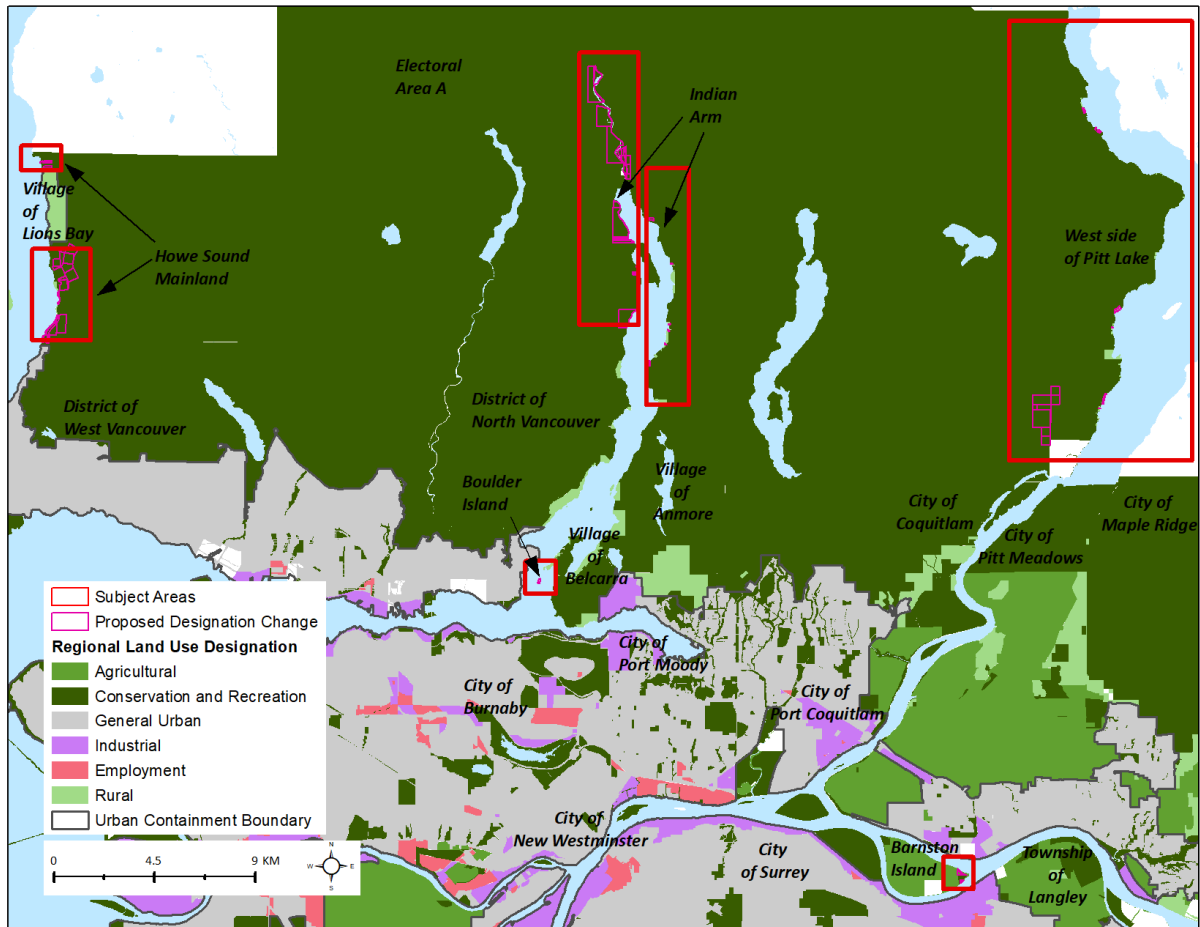 Electoral
Area A
Indian
Arm
Village
of
Lions Bay
Howe Sound
Mainland
West side
of Pitt Lake
District of
West Vancouver
District of
North Vancouver
Boulder
Island
Village
of
Anmore
Village
of
Belcarra
City of
Coquitlam
City of
Pitt Meadows
City of
Maple Ridge
City of
Port Moody
City of
Burnaby
City of
Port Coquitlam
City of
New Westminster
City
of Surrey
Barnston
Island
Township
of
Langley
Subject Areas
Proposed Designation Change
Regional Land Use Designation
Agricultural
Conservation and Recreation
General Urban
Industrial
Employment
Rural
Urban Containment Boundary
0 4.5 9 KM
N
W E
S